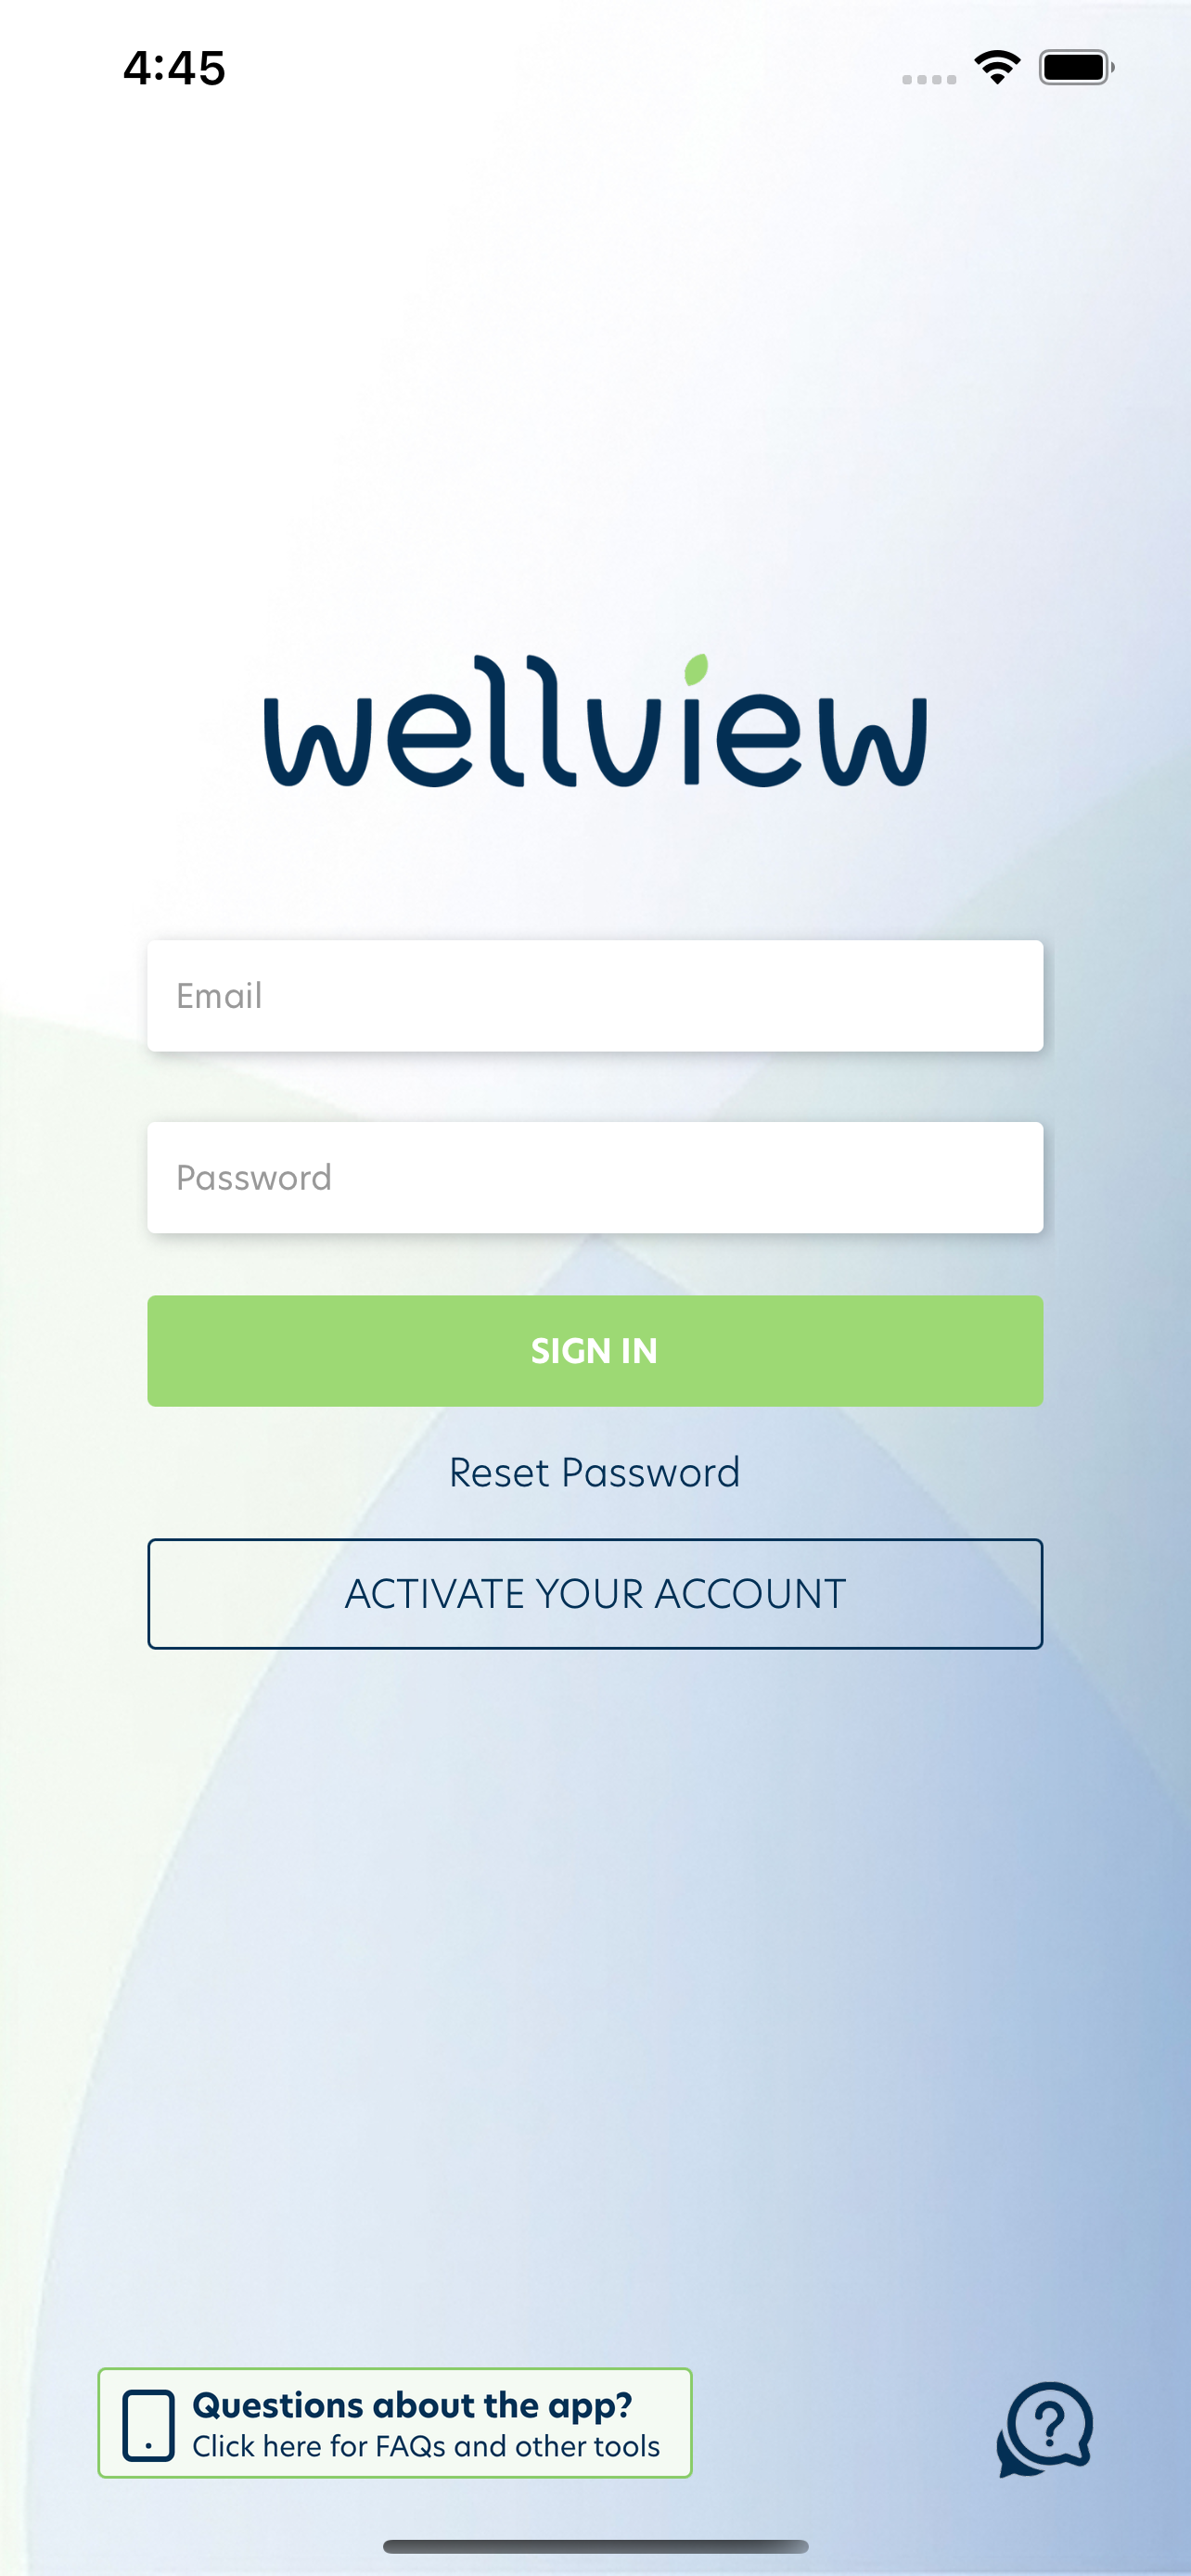 4:45
wellview
Email
Password
SIGN IN
Reset Password
ACTIVATE YOUR ACCOUNT
Questions about the app?
Click here for FAQs and other tools
?